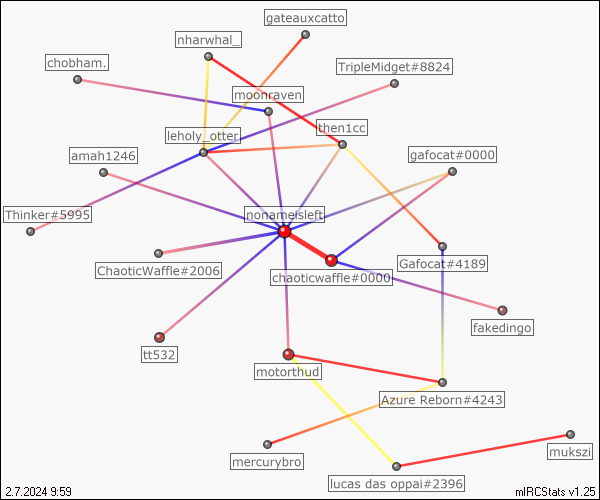 gateauxcatto
nharwhal_
chobham.
TripleMidget#8824
moonraven
then1cc
leholy_otter
amah1246
gafocat#0000
Thinker#5995
nonameisleft
Gafocat#4189
ChaoticWaffle#2006
chaoticwaffle#0000
fakedingo
tt532
motorthud
Azure Reborn#4243
mukszi
mercurybro
lucas das oppai#2396
2.7.2024 9:59
mIRCStats v1.25